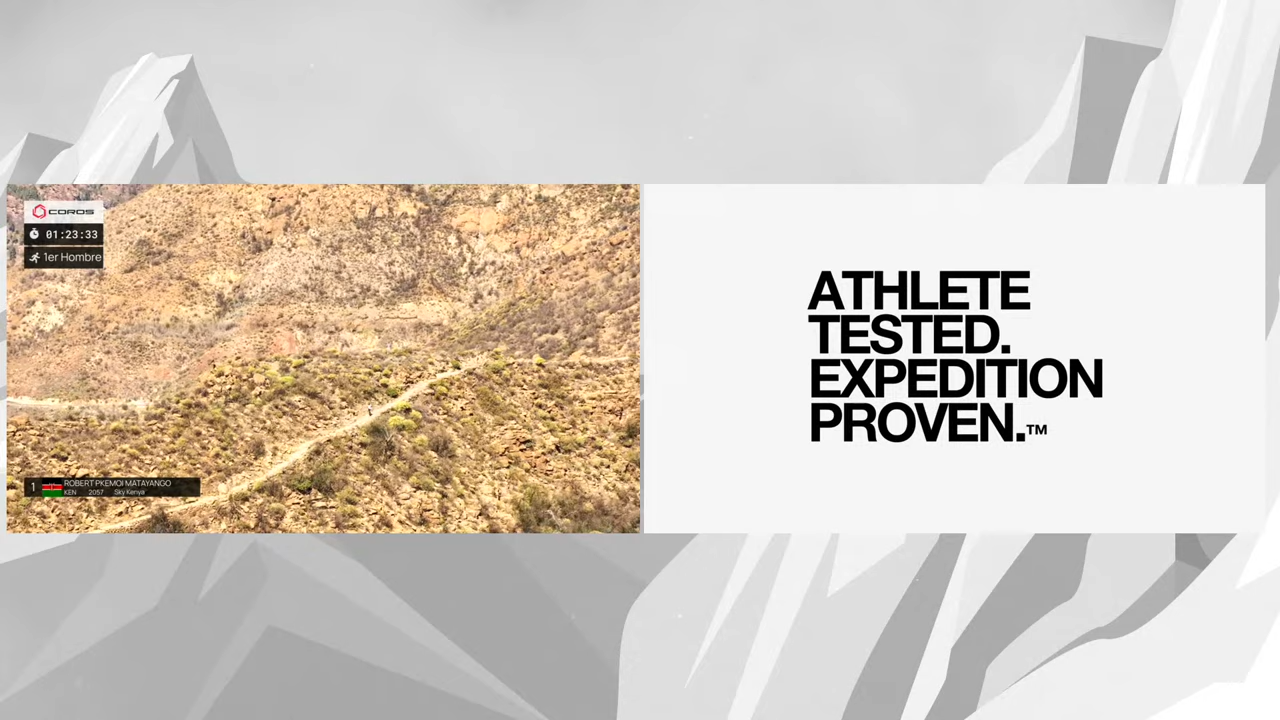 COROS
01:23:33
1er Hombre
1 ROBERT PKEMOI MATAYANGO
KEN 2057 Sky Kenya
ATHLETE
TESTED.
EXPEDITION
PROVEN.™